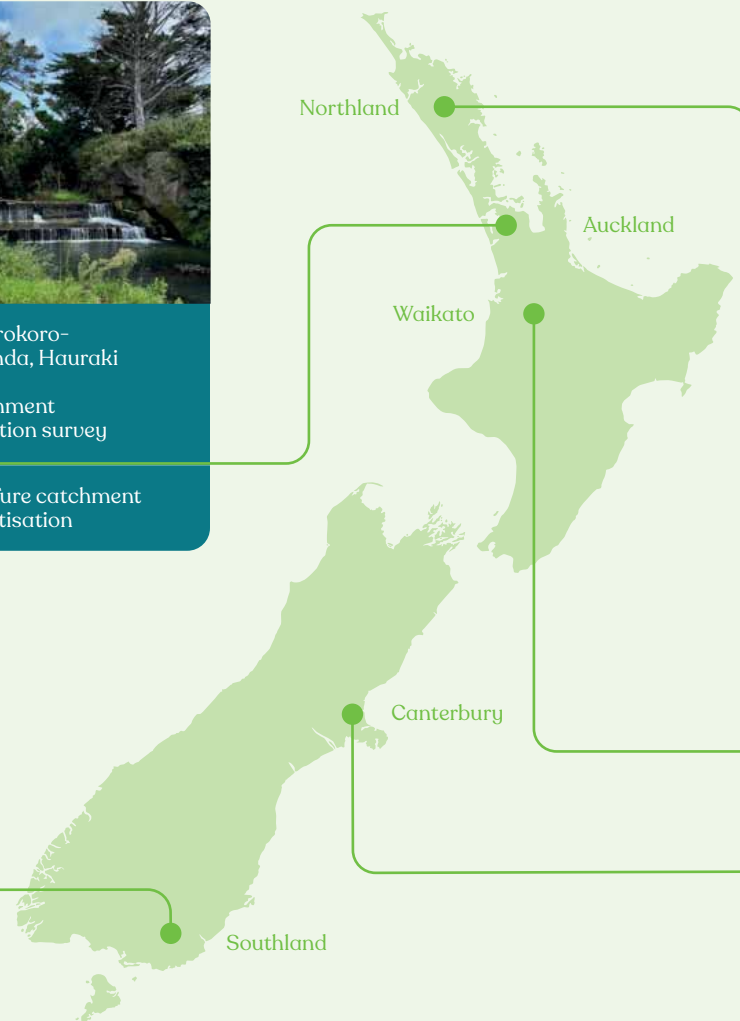 Northland
Auckland
Waikato
rokoro-
nda, Hauraki
nment
tion survey
ure catchment
tisation
Canterbury
Southland